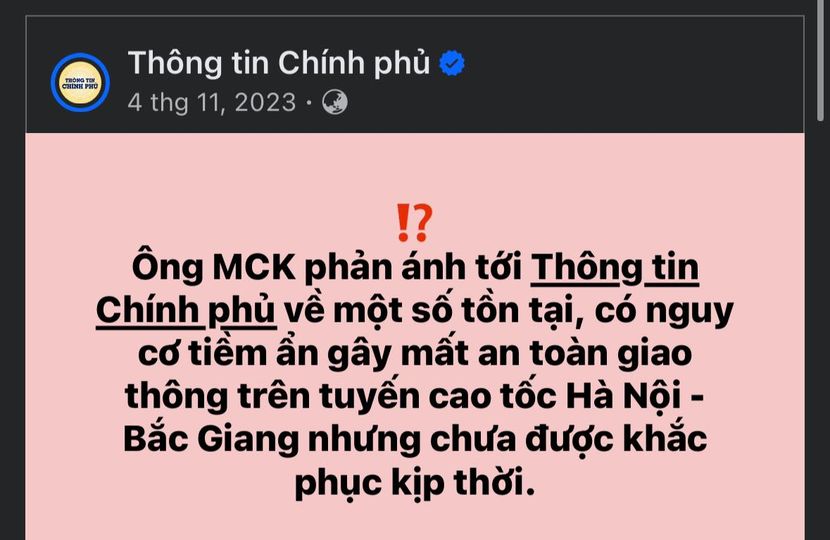 THÔNG TIN
CHÍNH PHỦ
Thông tin Chính phủ
4 thg 11, 2023 ·
⁉️
Ông MCK phản ánh tới Thông tin
Chính phủ về một số tồn tại, có nguy
cơ tiềm ẩn gây mất an toàn giao
thông trên tuyến cao tốc Hà Nội -
Bắc Giang nhưng chưa được khắc
phục kịp thời.